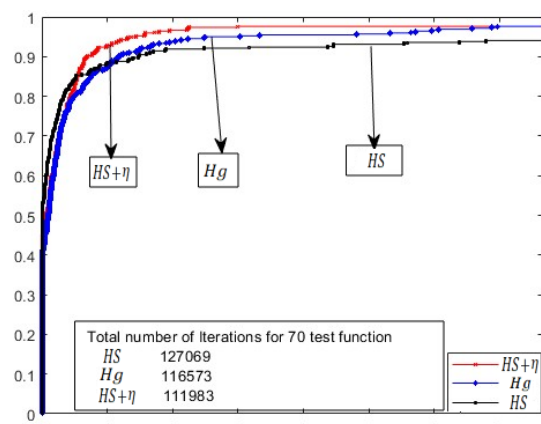 1
0.9
0.8
0.7
0.6
0.5
0.4
0.3
0.2
0.1
0
HS+η
Hg
HS
Total number of Iterations for 70 test function
HS 127069
Hg 116573
HS+η 111983
HS+η
Hg
HS